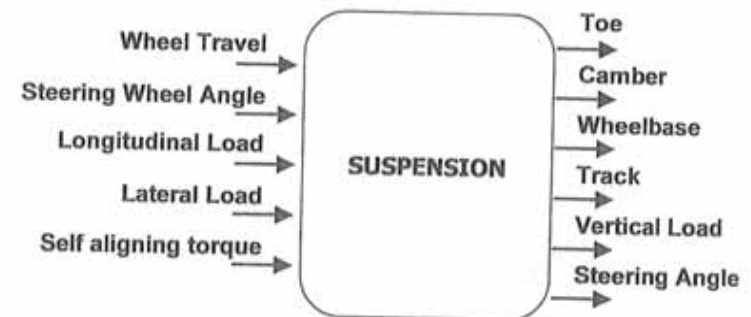 Wheel Travel
Steering Wheel Angle
Longitudinal Load
Lateral Load
Self aligning torque
SUSPENSION
Toe
Camber
Wheelbase
Track
Vertical Load
Steering Angle